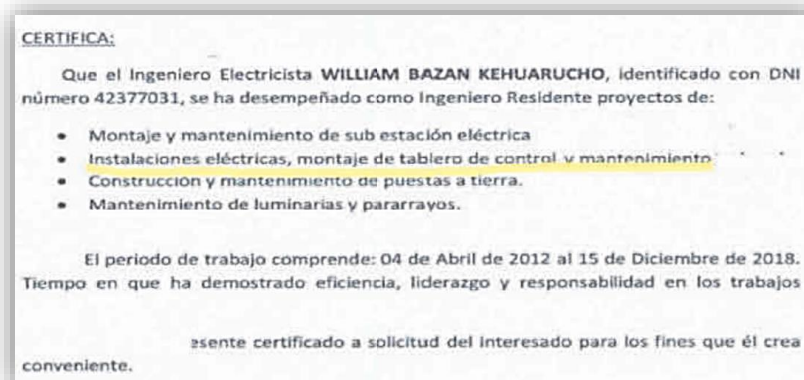 CERTIFICA:
Que el Ingeniero Electricista WILLIAM BAZAN KEHUARUCHO, identificado con DNI
número 42377031, se ha desempeñado como Ingeniero Residente proyectos de:
• Montaje y mantenimiento de sub estación eléctrica
• Instalaciones eléctricas, montaje de tablero de control y mantenimiento
• Construcción y mantenimiento de puestas a tierra.
• Mantenimiento de luminarias y pararrayos.
El periodo de trabajo comprende: 04 de Abril de 2012 al 15 de Diciembre de 2018.
Tiempo en que ha demostrado eficiencia, liderazgo y responsabilidad en los trabajos
esente certificado a solicitud del interesado para los fines que él crea
conveniente.